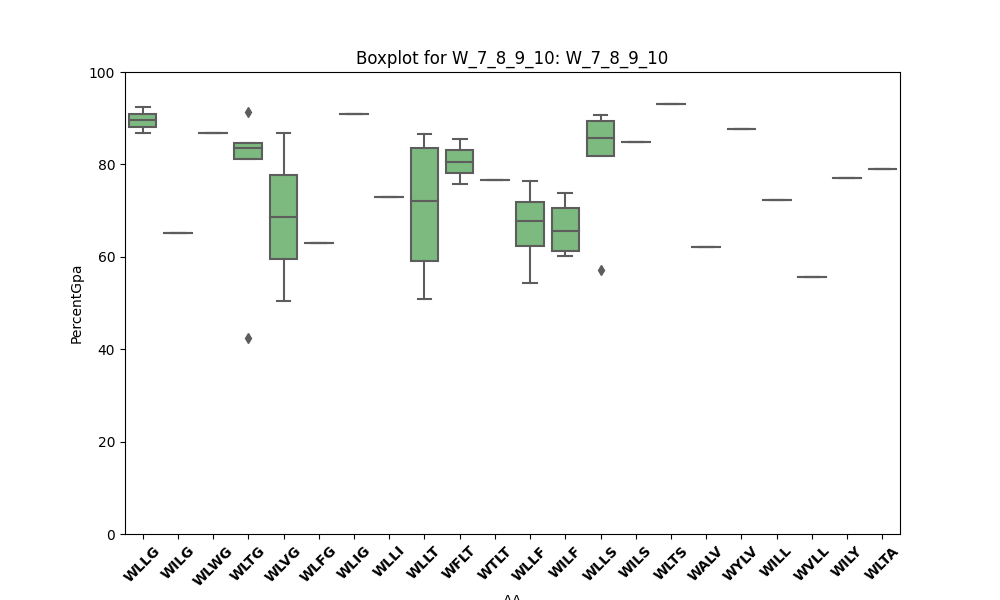 Boxplot for W_7_8_9_10: W_7_8_9_10
100
80
60
40
20
0
PercentGpa
WLLG WILG WLWG WLTG WLVG WLFG WLIG WLLI WLLT WFLT WTLT WLLF WILF WLLS WILS WLTS WALV WYLV WILL WVLL WILY WLTA
AA